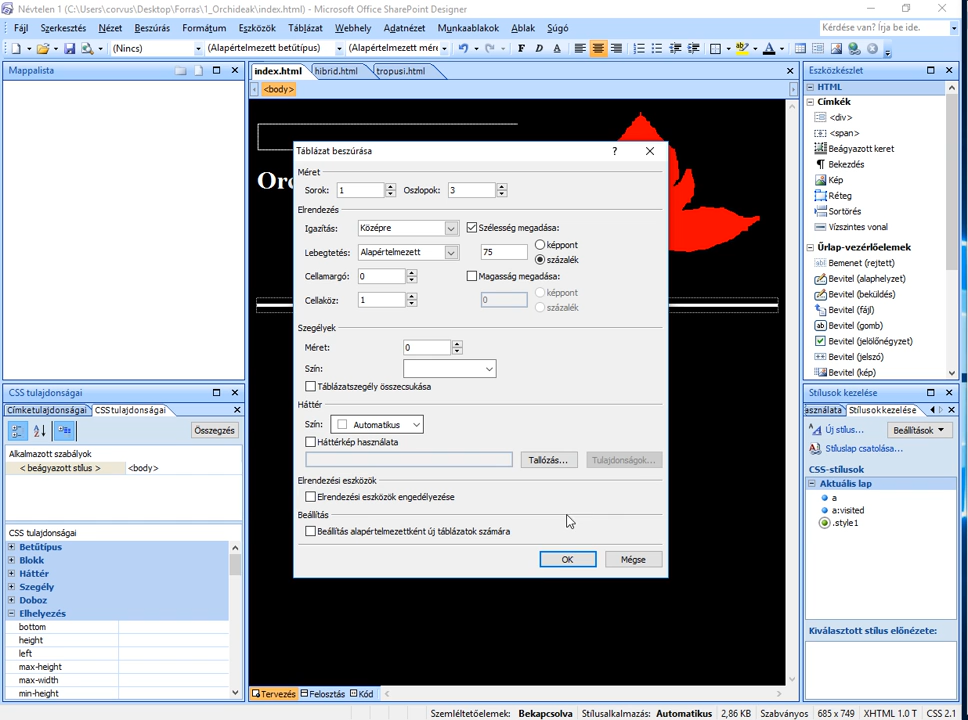 Névtelen 1 (C:\Users\corvus\Desktop\Forras\1_Orchideak\index.html) - Microsoft Office SharePoint Designer
Fájl Szerkesztés Nézet Beszúrás Formátum Eszközök Táblázat Webhely Adatnézet Munkaablakok Ablak Súgó
Kérdése van? Írja be ide.
(Nincs) (Alapértelmezett betűtípus) (Alapértelmezett mére F D A
Mappalista
index.html hibrid.html tropusi.html
<body>
Orc
Táblázat beszúrása
Méret
Sorok: 1 Oszlopok: 3
Elrendezés
Igazítás: Középre Szélesség megadása:
Lebegtetés: Alapértelmezett 75 képpont
százalék
Cellamargó: 0 Magasság megadása:
Cellaköz: 1 0 képpont
százalék
Szegélyek
Méret: 0
Szín:
Táblázatszegély összecsukása
Háttér
Szín: Automatikus
Háttérkép használata
Tallózás... Tulajdonságok...
Elrendezési eszközök
Elrendezési eszközök engedélyezése
Beállítás
Beállítás alapértelmezettként új táblázatok számára
OK Mégse
Eszközkészlet
HTML
Címkék
<div>
<span>
Beágyazott keret
Bekezdés
Kép
Réteg
Sortörés
Vízszintes vonal
Űrlap-vezérlőelemek
Bemenet (rejtett)
Bevitel (alaphelyzet)
Bevitel (beküldés)
Bevitel (fájl)
Bevitel (gomb)
Bevitel (jelölőnégyzet)
Bevitel (jelszó)
Bevitel (kép)
CSS tulajdonságai
Címketulajdonságai CSS tulajdonságai
Összegzés
Alkalmazott szabályok
< beágyazott stílus > <body>
CSS tulajdonságai
Betűtípus
Blokk
Háttér
Szegély
Doboz
Elhelyezés
bottom
height
left
max-height
max-width
min-height
Stílusok kezelése
asználata Stílusok kezelése
Új stílus... Beállítások
Stíluslap csatolása...
CSS-stílusok
Aktuális lap
a
a:visited
.style1
Kiválasztott stílus előnézete:
Tervezés Felosztás Kód
Szemléltetőelemek: Bekapcsolva Stílusalkalmazás: Automatikus 2,86 KB Szabványos 685 x 749 XHTML 1.0 T CSS 2.1